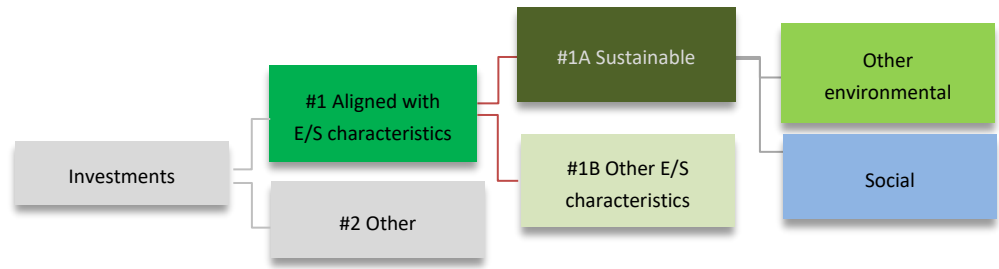 Investments
#1 Aligned with
E/S characteristics
#2 Other
#1A Sustainable
#1B Other E/S
characteristics
Other
environmental
Social